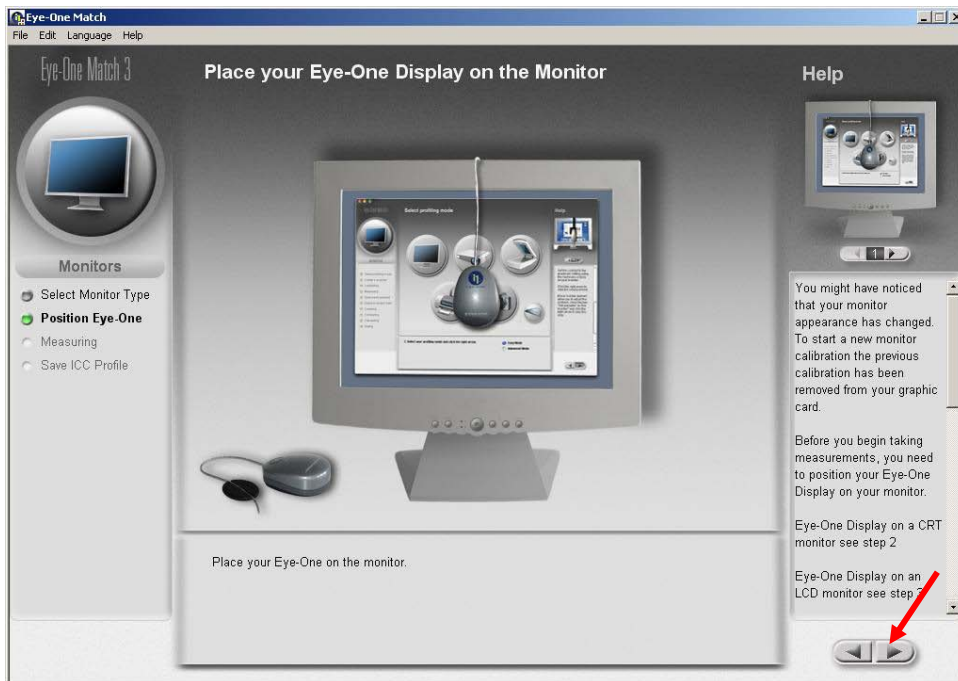 Eye-One Match
File Edit Language Help
Eye-One Match 3
Place your Eye-One Display on the Monitor
Help
Select profiling mode
Help
1
Monitors
Select Monitor Type
Position Eye-One
Measuring
Save ICC Profile
Place your Eye-One on the monitor.
You might have noticed
that your monitor
appearance has changed.
To start a new monitor
calibration the previous
calibration has been
removed from your graphic
card.
Before you begin taking
measurements, you need
to position your Eye-One
Display on your monitor.
Eye-One Display on a CRT
monitor see step 2
Eye-One Display on an
LCD monitor see step 3